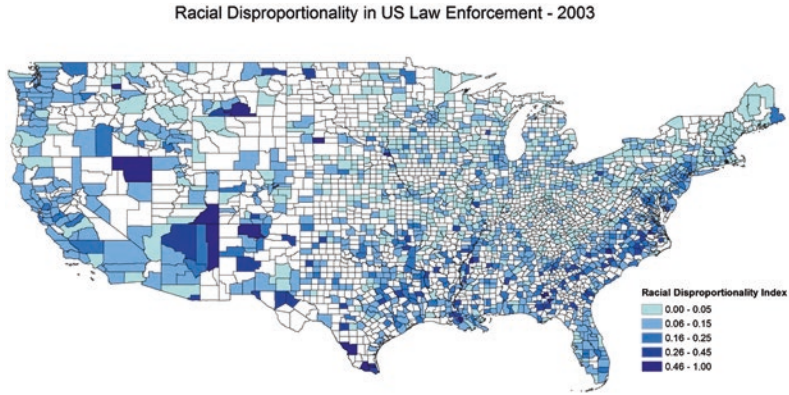 Racial Disproportionality in US Law Enforcement - 2003
Racial Disproportionality Index
0.00 - 0.05
0.06 - 0.15
0.16 - 0.25
0.26 - 0.45
0.46 - 1.00